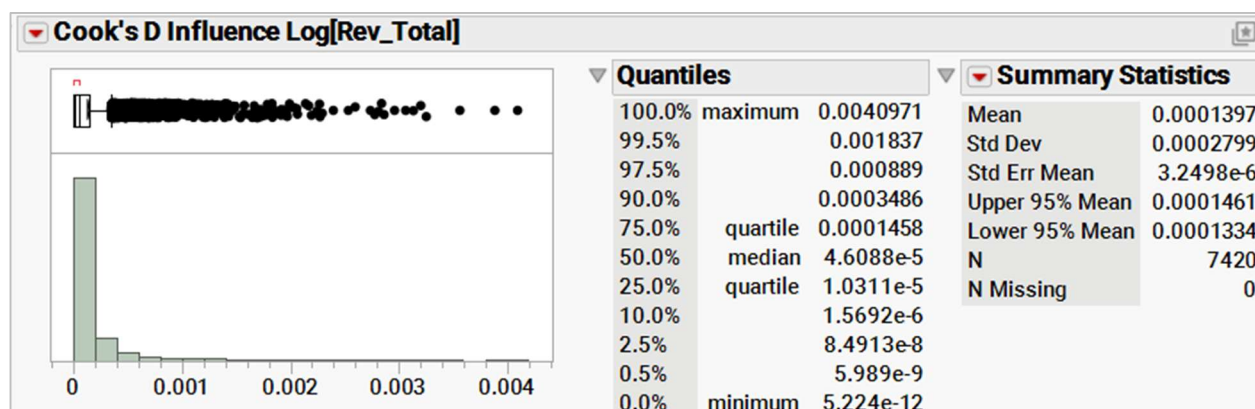 Cook's D Influence Log[Rev_Total]
Quantiles
100.0% maximum 0.0040971
99.5% 0.001837
97.5% 0.000889
90.0% 0.0003486
75.0% quartile 0.0001458
50.0% median 4.6088e-5
25.0% quartile 1.0311e-5
10.0% 1.5692e-6
2.5% 8.4913e-8
0.5% 5.989e-9
0.0% minimum 5.224e-12
Summary Statistics
Mean 0.0001397
Std Dev 0.0002799
Std Err Mean 3.2498e-6
Upper 95% Mean 0.0001461
Lower 95% Mean 0.0001334
N 7420
N Missing 0
0 0.001 0.002 0.003 0.004